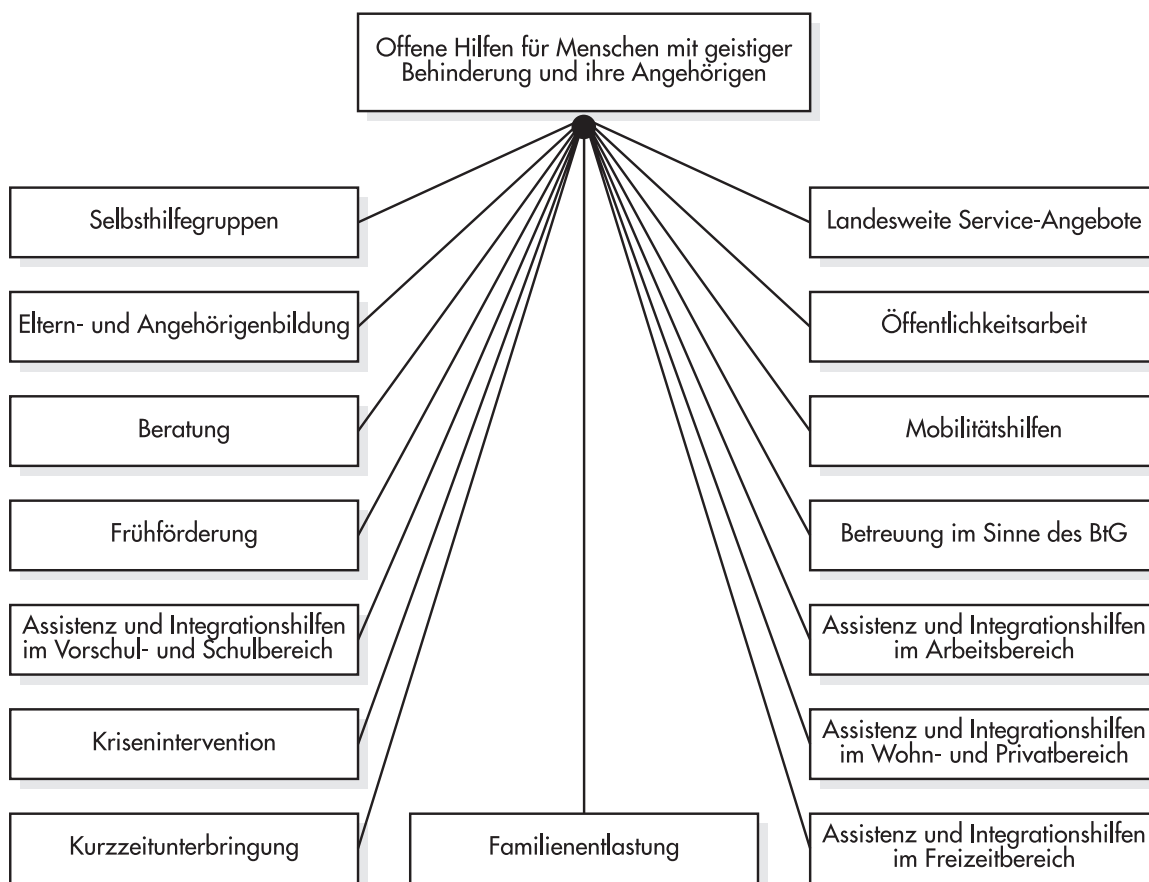 Offene Hilfen für Menschen mit geistiger
Behinderung und ihre Angehörigen
Selbsthilfegruppen
Eltern- und Angehörigenbildung
Beratung
Frühförderung
Assistenz und Integrationshilfen
im Vorschul- und Schulbereich
Krisenintervention
Kurzzeitunterbringung
Familienentlastung
Landesweite Service-Angebote
Öffentlichkeitsarbeit
Mobilitätshilfen
Betreuung im Sinne des BtG
Assistenz und Integrationshilfen
im Arbeitsbereich
Assistenz und Integrationshilfen
im Wohn- und Privatbereich
Assistenz und Integrationshilfen
im Freizeitbereich